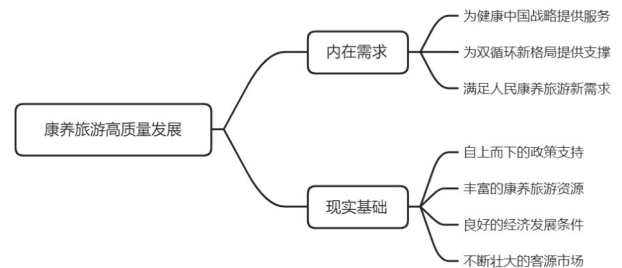 康养旅游高质量发展
内在需求
为健康中国战略提供服务
为双循环新格局提供支撑
满足人民康养旅游新需求
现实基础
自上而下的政策支持
丰富的康养旅游资源
良好的经济发展条件
不断壮大的客源市场